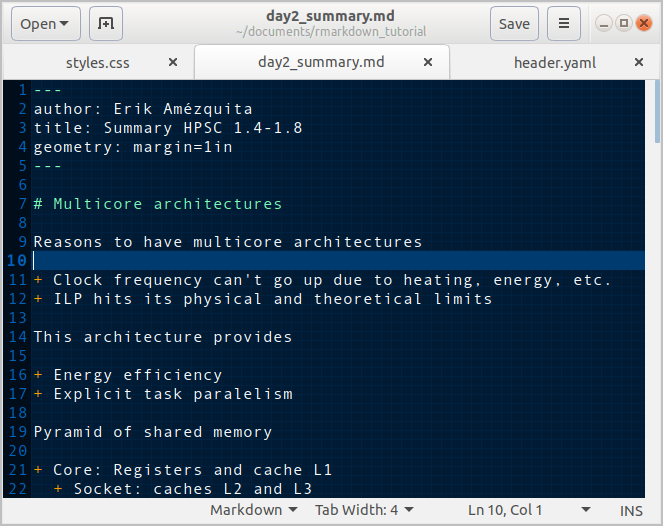 Open
day2_summary.md
~/documents/rmarkdown_tutorial
Save
styles.css
day2_summary.md
header.yaml
1 ---
2 author: Erik Amézquita
3 title: Summary HPSC 1.4-1.8
4 geometry: margin=1in
5 ---
6
7 # Multicore architectures
8
9 Reasons to have multicore architectures
10
11 + Clock frequency can't go up due to heating, energy, etc.
12 + ILP hits its physical and theoretical limits
13
14 This architecture provides
15
16 + Energy efficiency
17 + Explicit task paralelism
18
19 Pyramid of shared memory
20
21 + Core: Registers and cache L1
22   + Socket: caches L2 and L3
Markdown Tab Width: 4 Ln 10, Col 1 INS